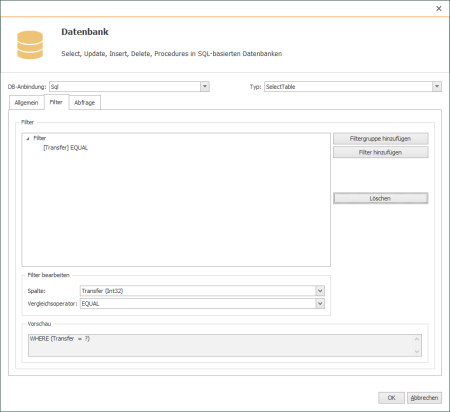 Datenbank
Select, Update, Insert, Delete, Procedures in SQL-basierten Datenbanken
DB-Anbindung: Sql Typ: SelectTable
Allgemein Filter Abfrage
Filter
Filter
[Transfer] EQUAL
Filtergruppe hinzufügen
Filter hinzufügen
Löschen
Filter bearbeiten
Spalte: Transfer (Int32)
Vergleichsoperator: EQUAL
Vorschau
WHERE (Transfer = ?)
OK Abbrechen